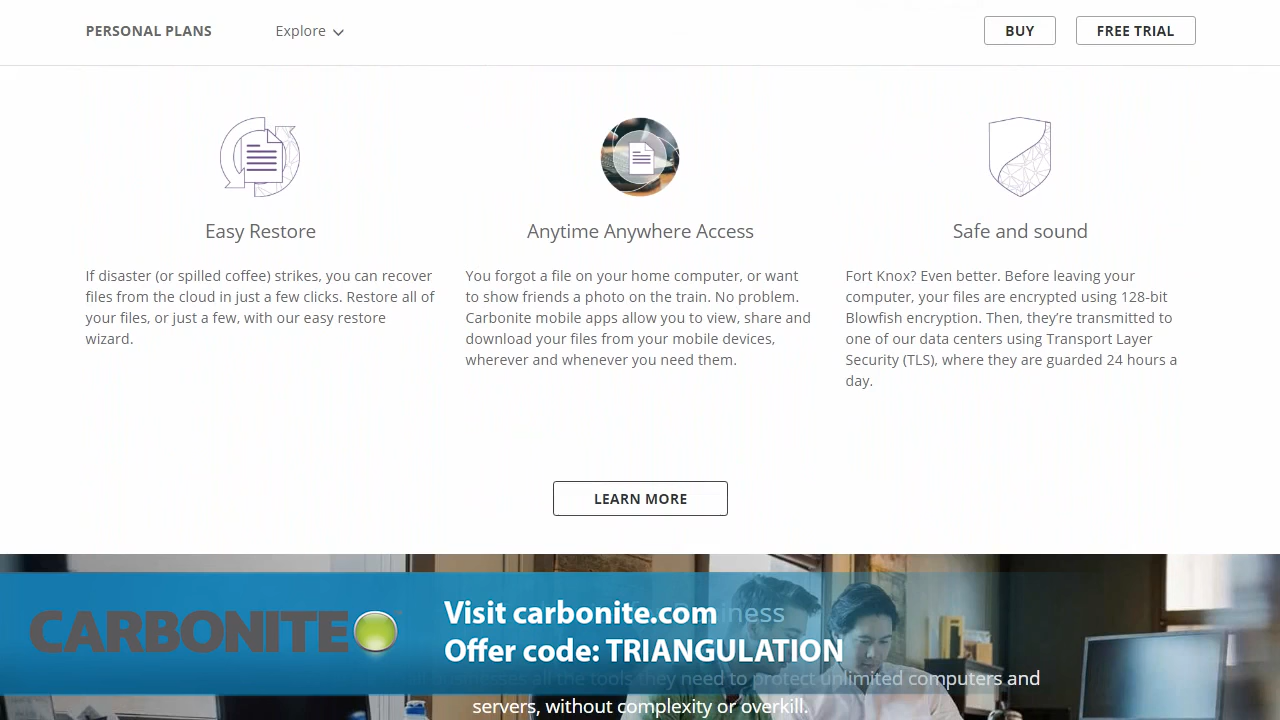 PERSONAL PLANS
Explore
BUY
FREE TRIAL
Easy Restore
If disaster (or spilled coffee) strikes, you can recover
files from the cloud in just a few clicks. Restore all of
your files, or just a few, with our easy restore
wizard.
Anytime Anywhere Access
You forgot a file on your home computer, or want
to show friends a photo on the train. No problem.
Carbonite mobile apps allow you to view, share and
download your files from your mobile devices,
wherever and whenever you need them.
Safe and sound
Fort Knox? Even better. Before leaving your
computer, your files are encrypted using 128-bit
Blowfish encryption. Then, they’re transmitted to
one of our data centers using Transport Layer
Security (TLS), where they are guarded 24 hours a
day.
LEARN MORE
CARBONITE
Visit carbonite.com
Offer code: TRIANGULATION
all the tools they need to protect unlimited computers and
servers, without complexity or overkill.